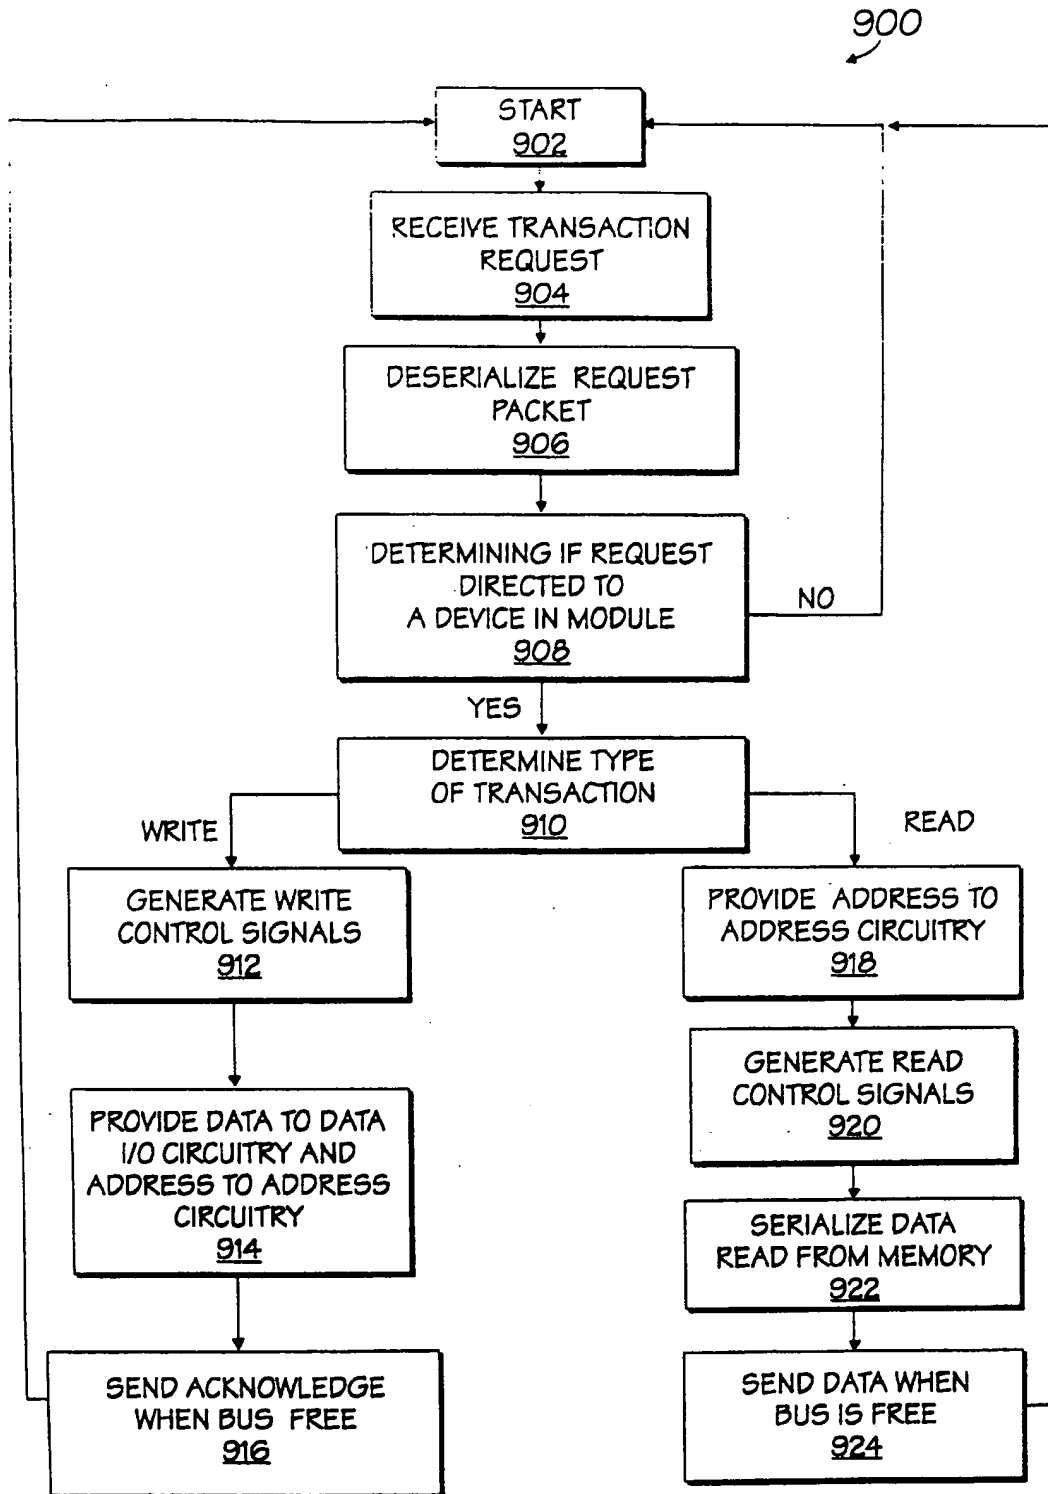 900
START
902
RECEIVE TRANSACTION
REQUEST
904
DESERIALIZE REQUEST
PACKET
906
DETERMINING IF REQUEST
DIRECTED TO
A DEVICE IN MODULE
908
NO
YES
DETERMINE TYPE
OF TRANSACTION
910
WRITE
READ
GENERATE WRITE
CONTROL SIGNALS
912
PROVIDE DATA TO DATA
I/O CIRCUITRY AND
ADDRESS TO ADDRESS
CIRCUITRY
914
SEND ACKNOWLEDGE
WHEN BUS FREE
916
PROVIDE ADDRESS TO
ADDRESS CIRCUITRY
918
GENERATE READ
CONTROL SIGNALS
920
SERIALIZE DATA
READ FROM MEMORY
922
SEND DATA WHEN
BUS IS FREE
924